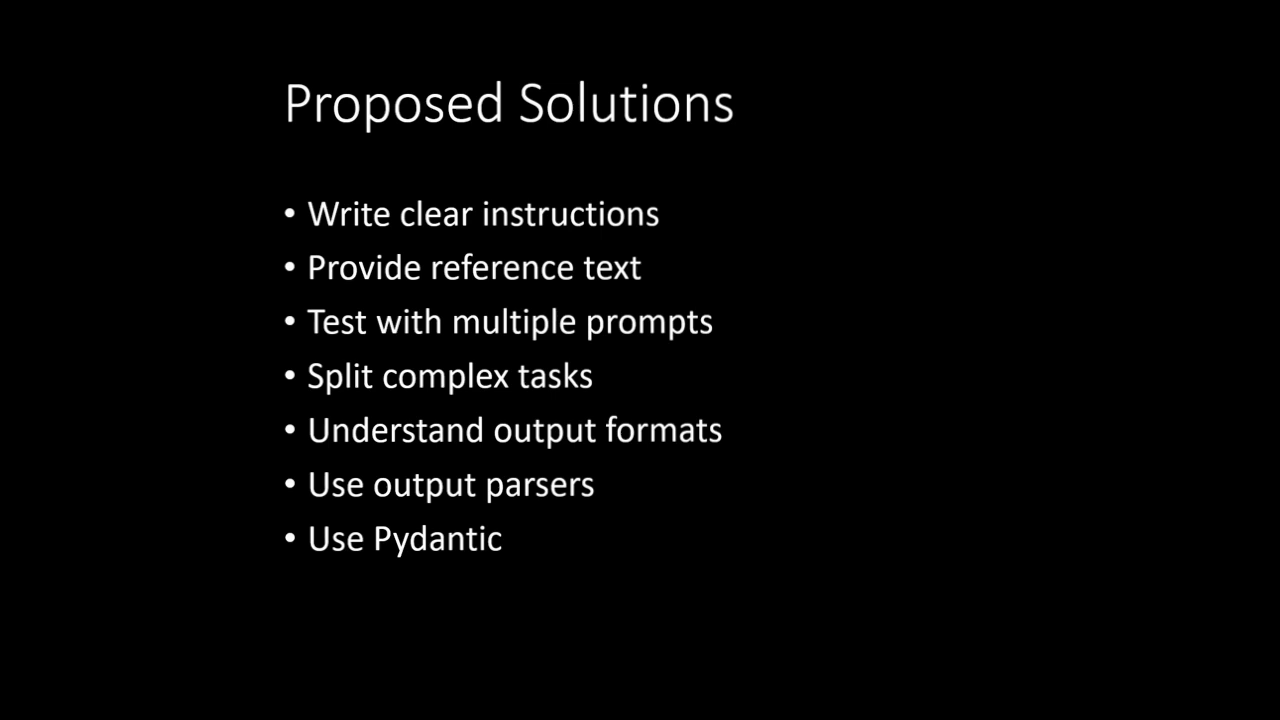 Proposed Solutions
• Write clear instructions
• Provide reference text
• Test with multiple prompts
• Split complex tasks
• Understand output formats
• Use output parsers
• Use Pydantic